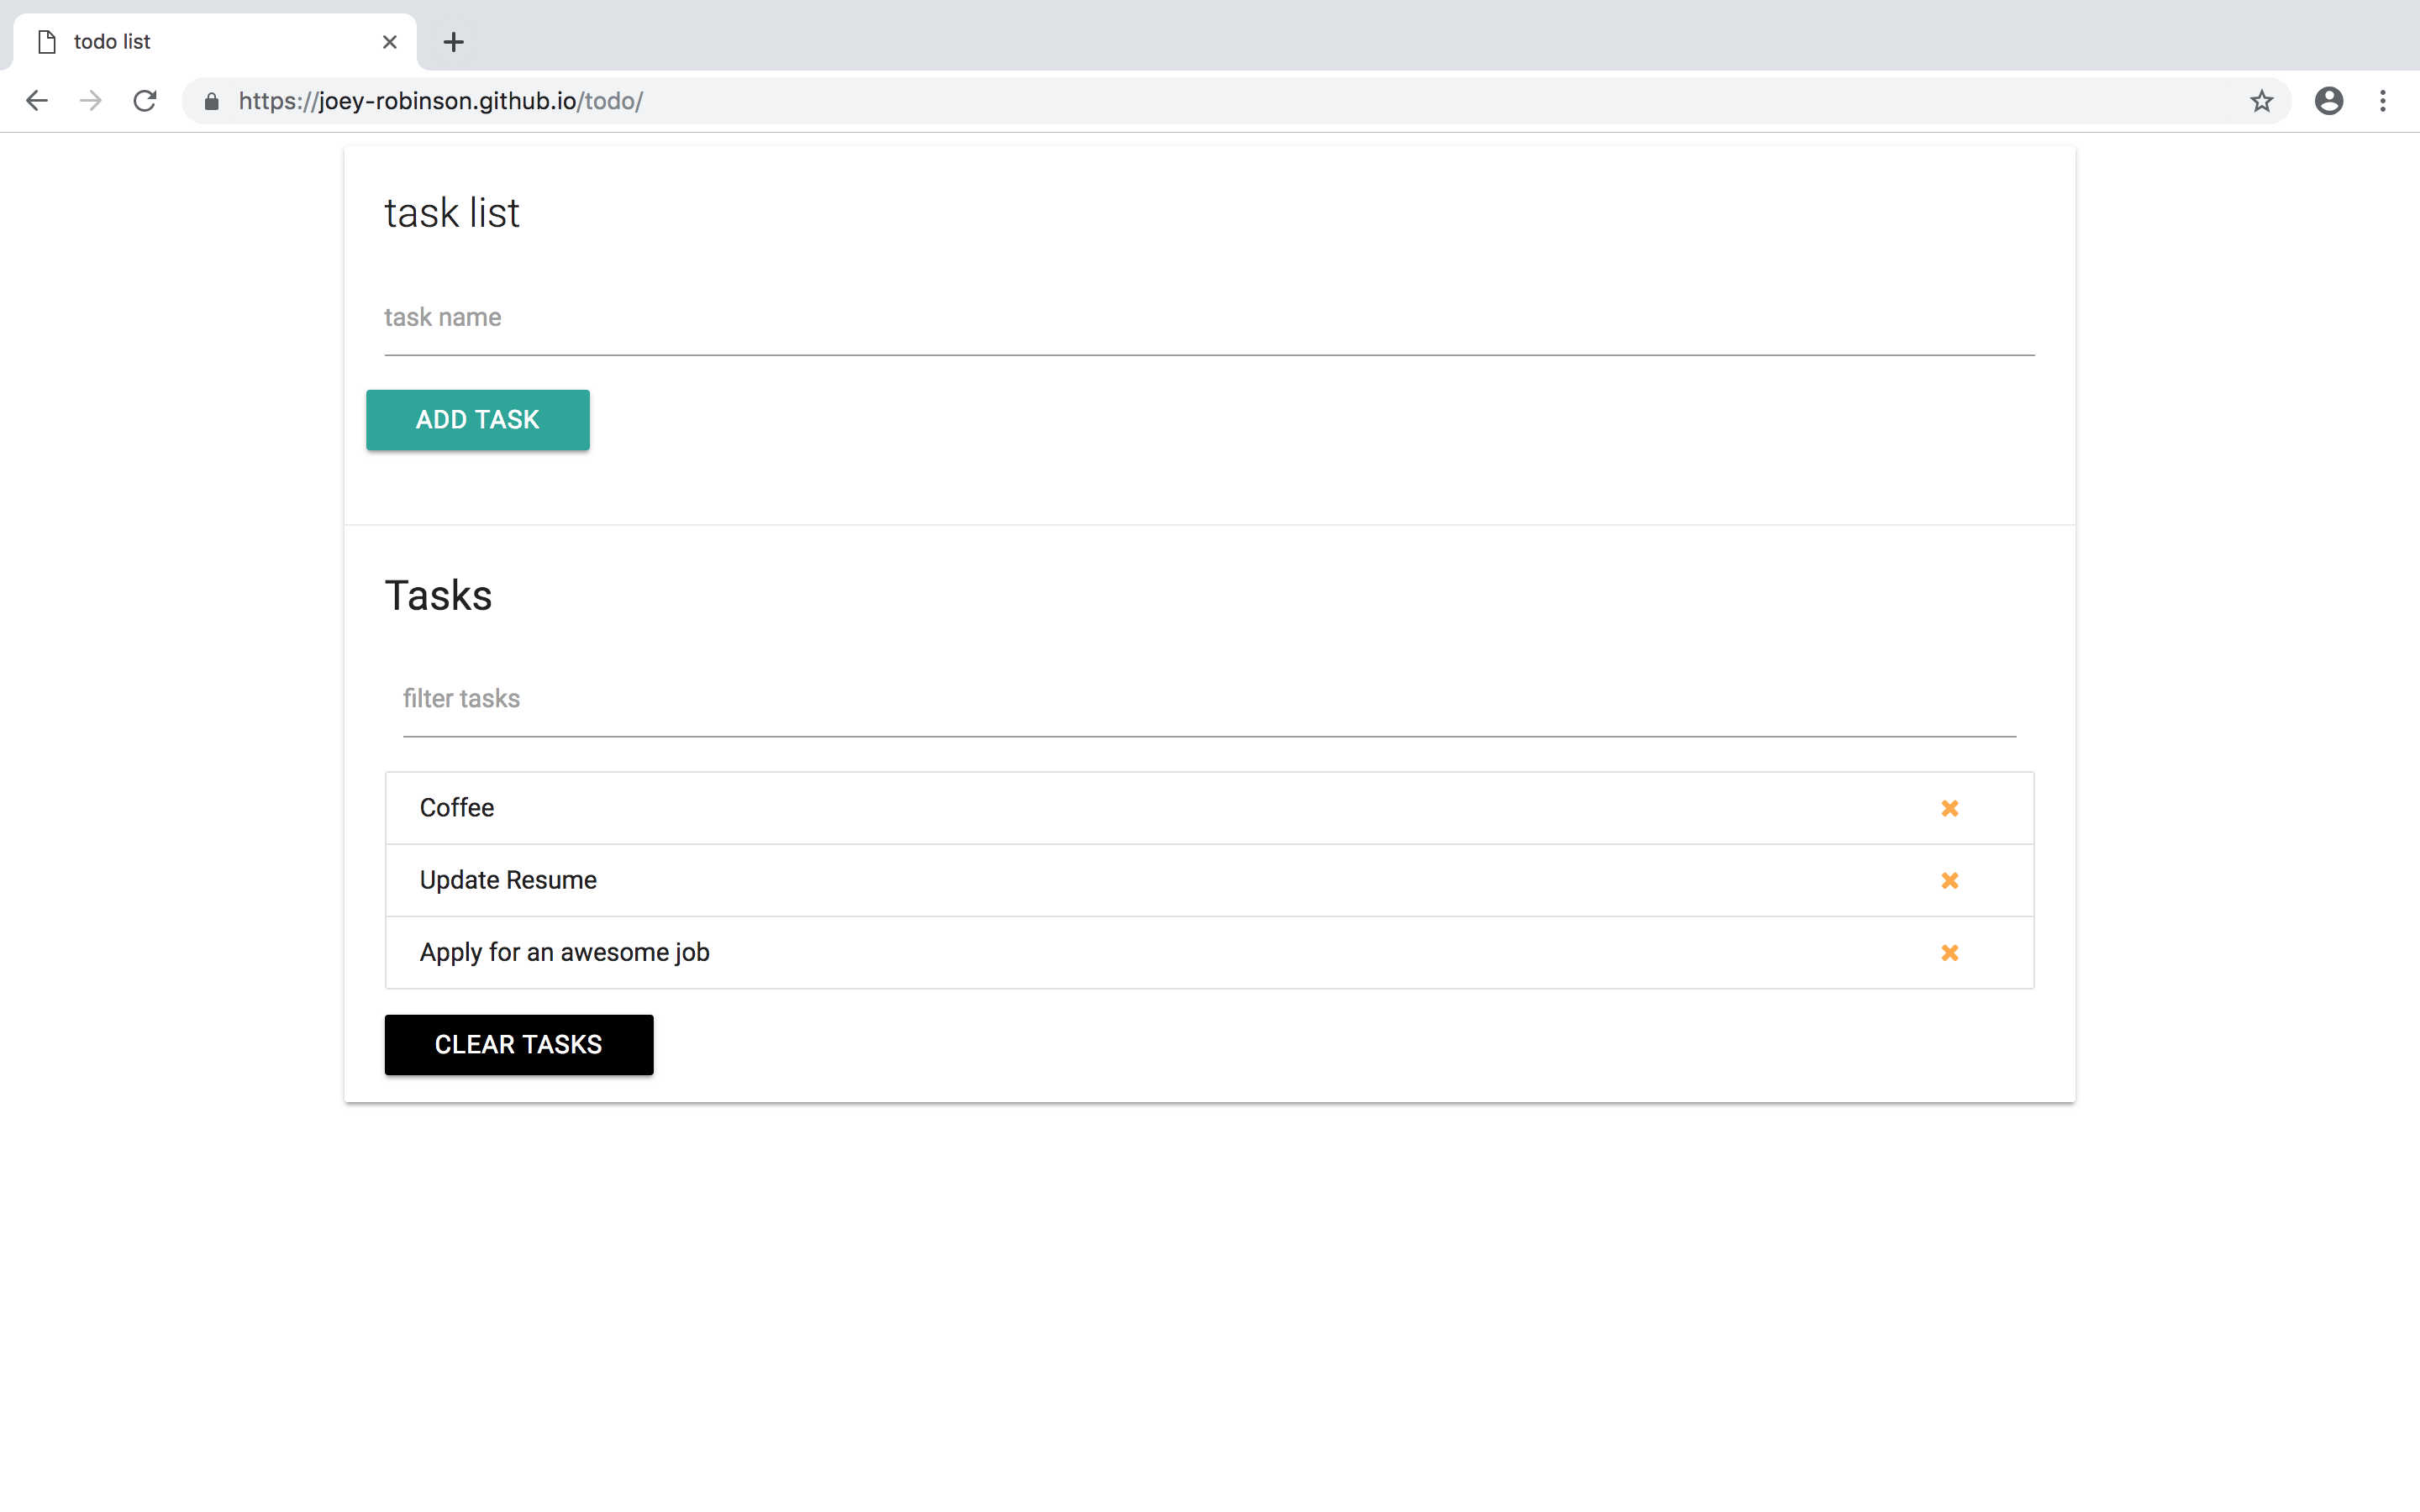 todo list
https://joey-robinson.github.io/todo/
task list
task name
ADD TASK
Tasks
filter tasks
Coffee
Update Resume
Apply for an awesome job
CLEAR TASKS